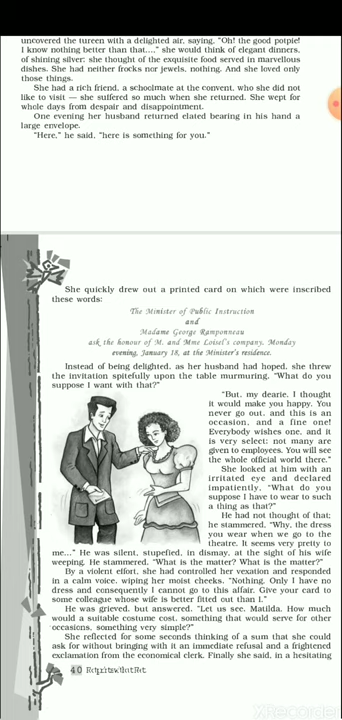 uncovered the tureen with a delighted air, saying, "Oh! the good potpie!
I know nothing better than that...," she would think of elegant dinners,
of shining silver; she thought of the exquisite food served in marvellous
dishes. She had neither frocks nor jewels, nothing. And she loved only
those things.
She had a rich friend, a schoolmate at the convent, who she did not
like to visit — she suffered so much when she returned. She wept for
whole days from despair and disappointment.
One evening her husband returned elated bearing in his hand a
large envelope.
"Here," he said, "here is something for you."
She quickly drew out a printed card on which were inscribed
these words:
The Minister of Public Instruction
and
Madame George Ramponneau
ask the honour of M. and Mme Loisel's company, Monday
evening, January 18, at the Minister's residence.
Instead of being delighted, as her husband had hoped, she threw
the invitation spitefully upon the table murmuring, "What do you
suppose I want with that?"
"But, my dearie, I thought
it would make you happy. You
never go out, and this is an
occasion, and a fine one!
Everybody wishes one, and it
is very select; not many are
given to employees. You will see
the whole official world there."
She looked at him with an
irritated eye and declared
impatiently, "What do you
suppose I have to wear to such
a thing as that?"
He had not thought of that;
he stammered, "Why, the dress
you wear when we go to the
theatre. It seems very pretty to
me..." He was silent, stupefied, in dismay, at the sight of his wife
weeping. He stammered, "What is the matter? What is the matter?"
By a violent effort, she had controlled her vexation and responded
in a calm voice, wiping her moist cheeks, "Nothing. Only I have no
dress and consequently I cannot go to this affair. Give your card to
some colleague whose wife is better fitted out than I."
He was grieved, but answered, "Let us see, Matilda. How much
would a suitable costume cost, something that would serve for other
occasions, something very simple?"
She reflected for some seconds thinking of a sum that she could
ask for without bringing with it an immediate refusal and a frightened
exclamation from the economical clerk. Finally she said, in a hesitating
40